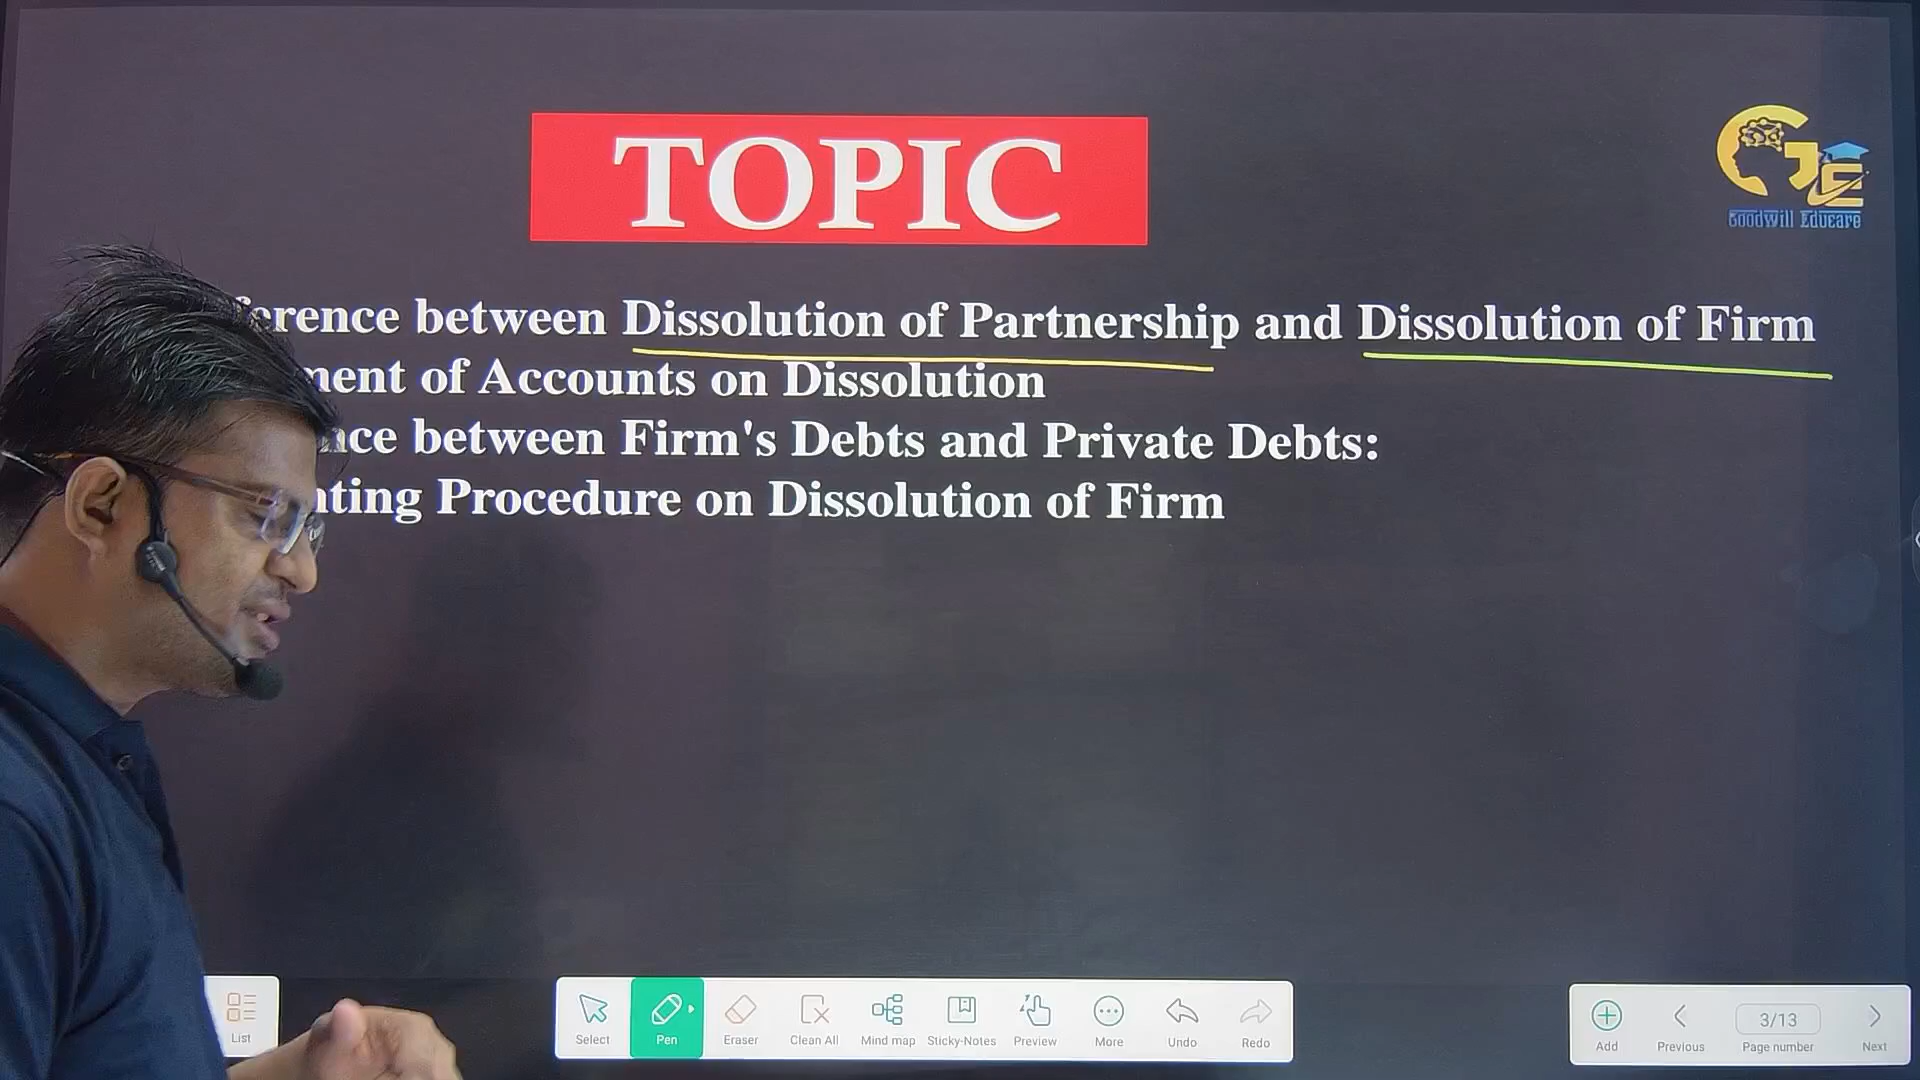 TOPIC
Goodwill Educare
ference between Dissolution of Partnership and Dissolution of Firm
ment of Accounts on Dissolution
nce between Firm's Debts and Private Debts:
nting Procedure on Dissolution of Firm
List
Select Pen Eraser Clean All Mind map Sticky-Notes Preview More Undo Redo
3/13
Add Previous Page number Next